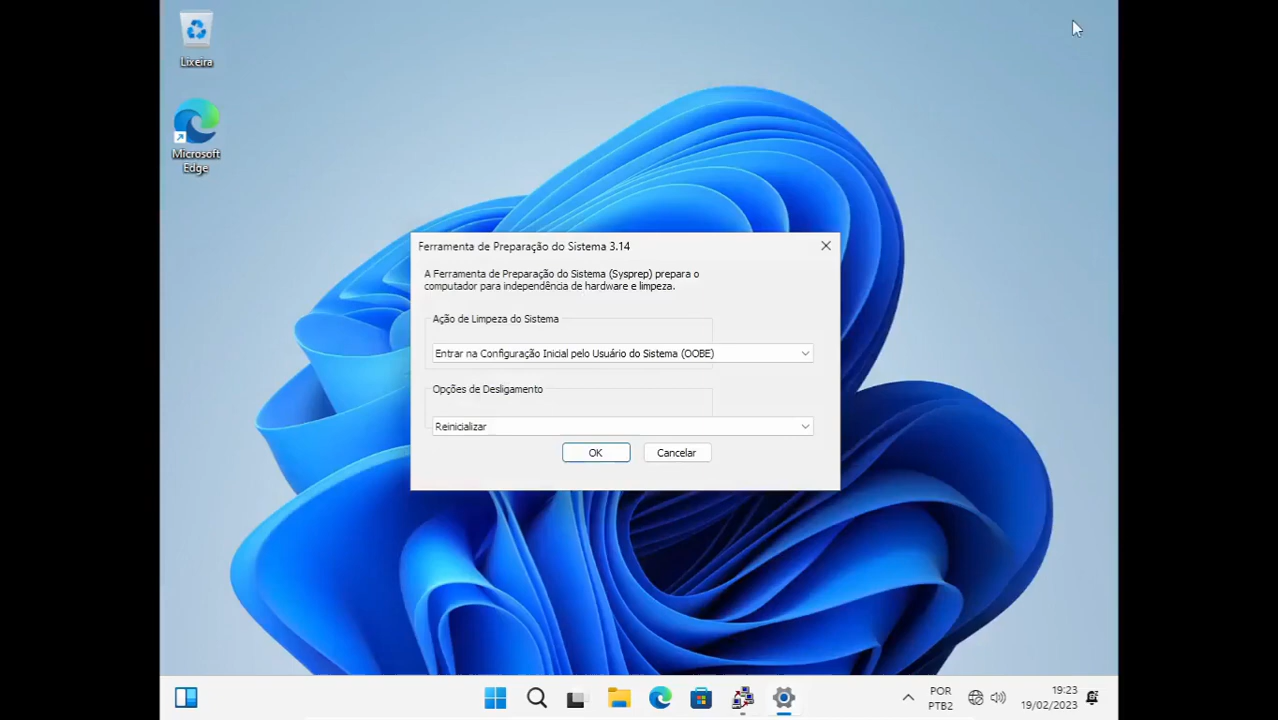 Lixeira
Microsoft
Edge
Ferramenta de Preparação do Sistema 3.14
A Ferramenta de Preparação do Sistema (Sysprep) prepara o
computador para independência de hardware e limpeza.
Ação de Limpeza do Sistema
Entrar na Configuração Inicial pelo Usuário do Sistema (OOBE)
Opções de Desligamento
Reinicializar
OK
Cancelar
POR
PTB2
19:23
19/02/2023